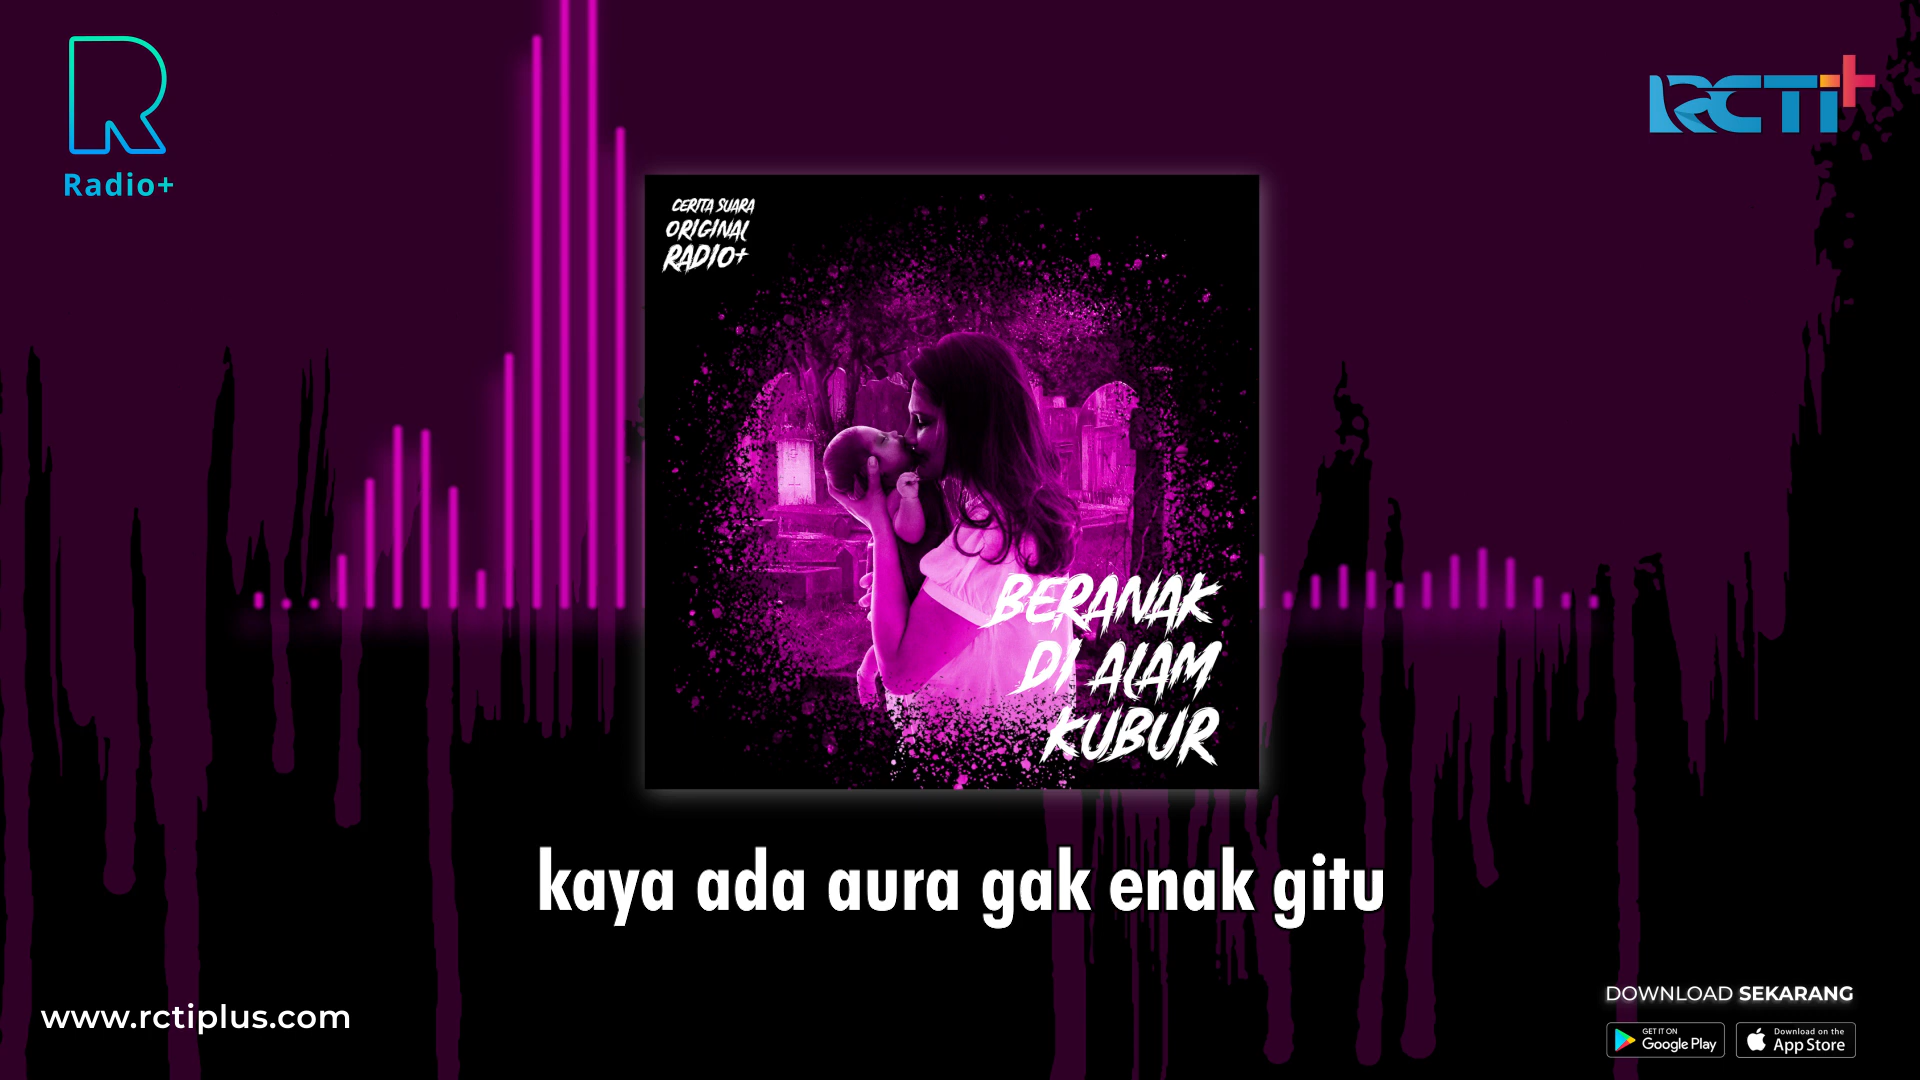 Radio+
RCTI+
CERITA SUARA
ORIGINAL
RADIO+
BERANAK
DI ALAM
KUBUR
kaya ada aura gak enak gitu
www.rctiplus.com
DOWNLOAD SEKARANG
GET IT ON
Google Play
Download on the
App Store